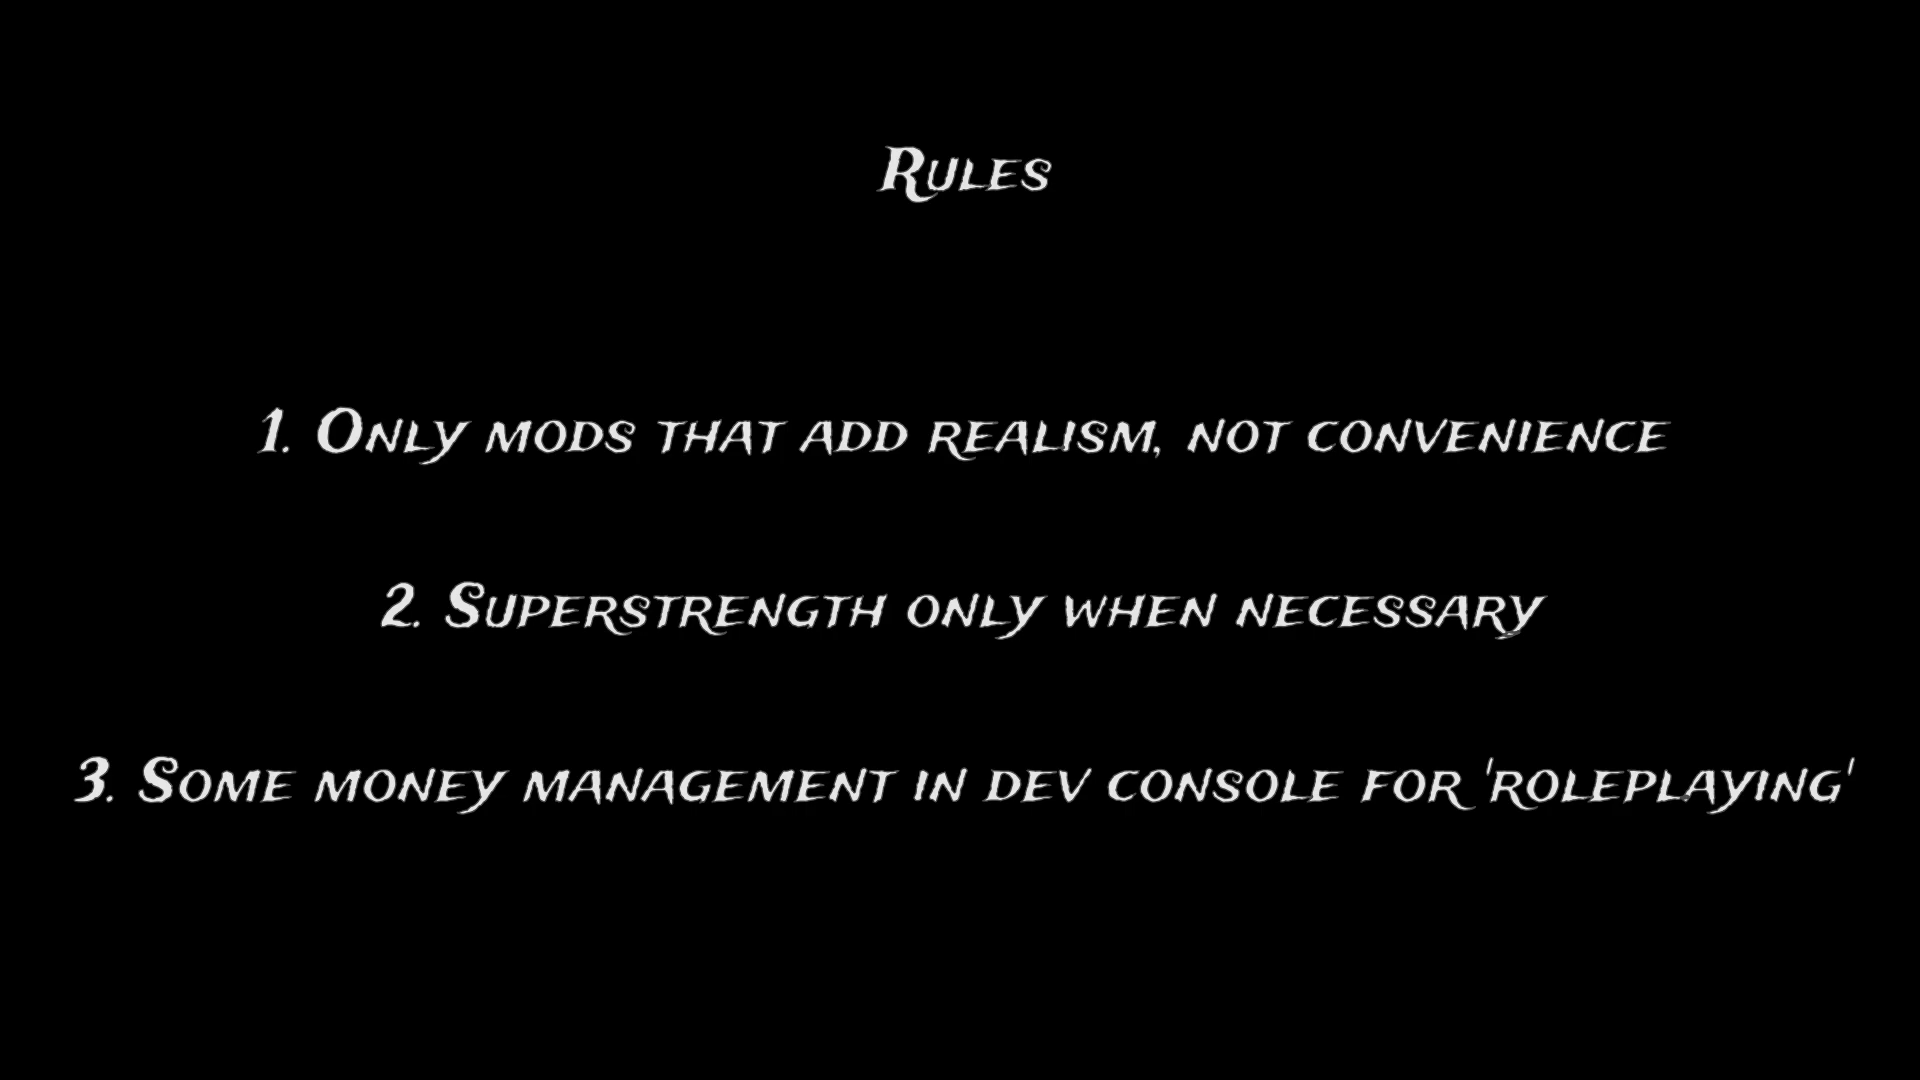 Rules
1. Only mods that add realism, not convenience
2. Superstrength only when necessary
3. Some money management in dev console for 'roleplaying'